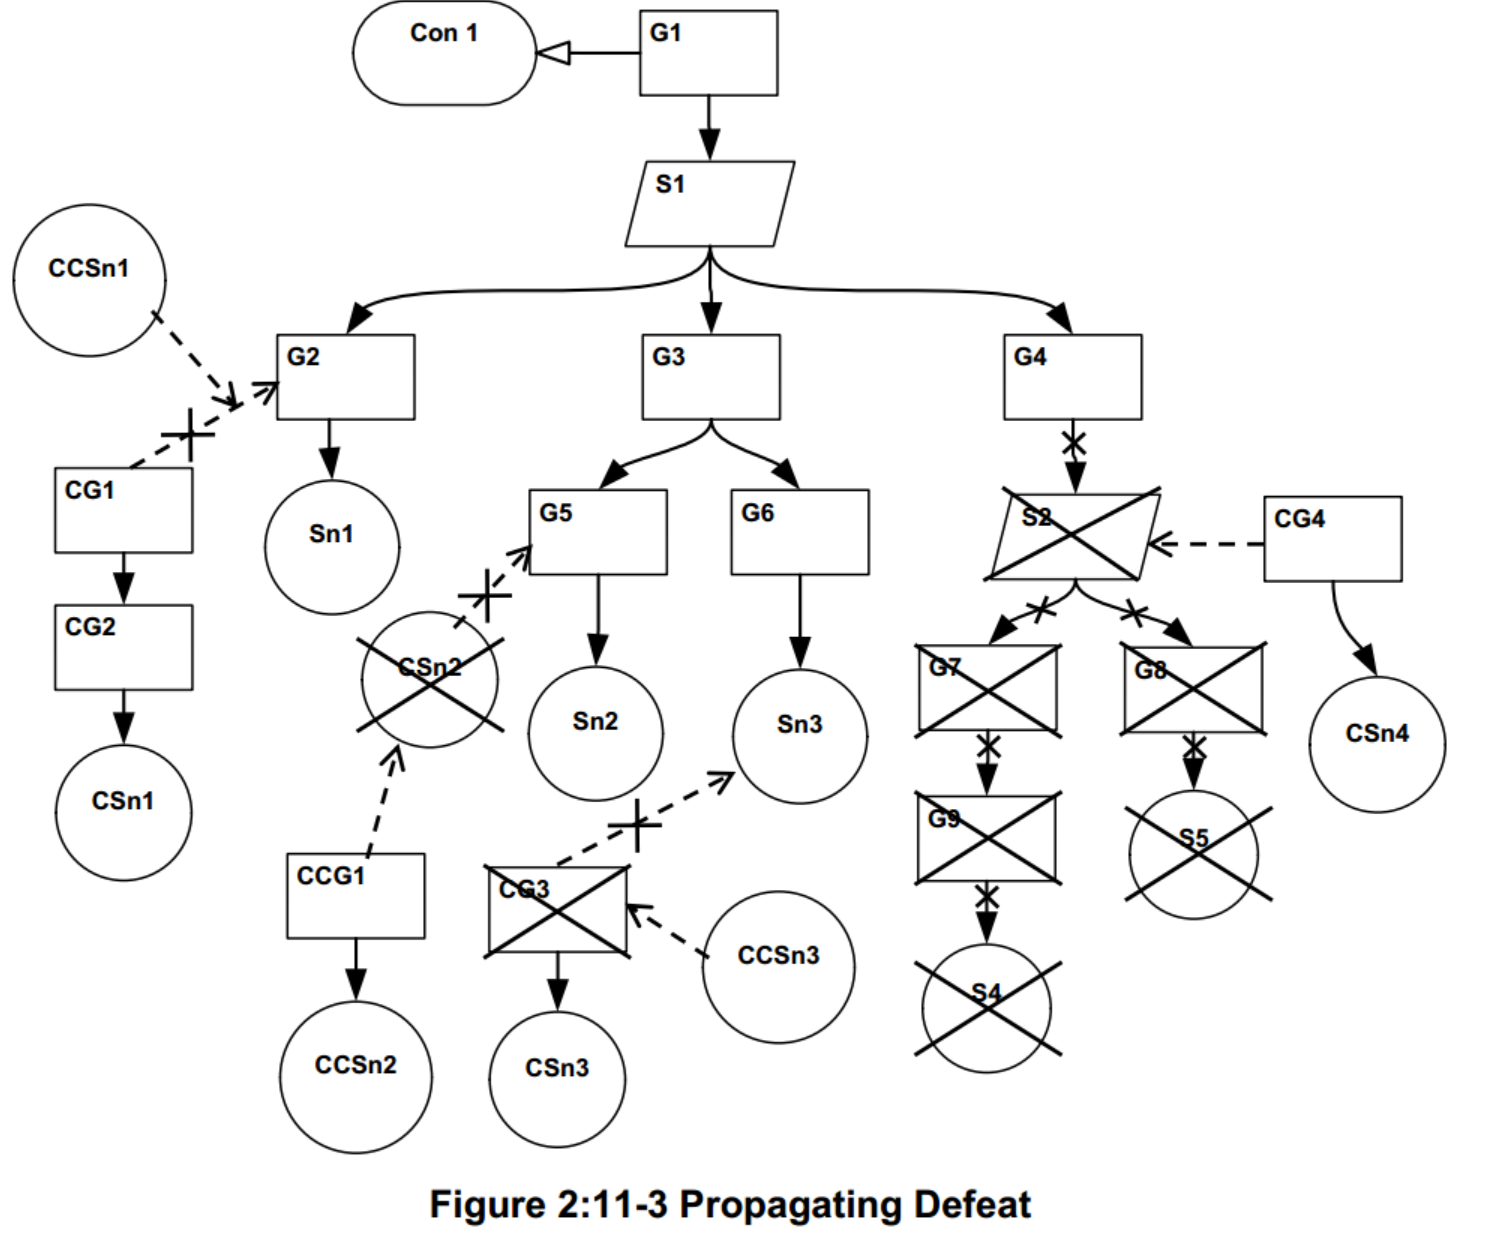 Con 1
G1
S1
CCSn1
G2
G3
G4
CG1
Sn1
G5
G6
S2
CG4
CG2
CSn2
Sn2
Sn3
G7
G8
CSn4
CSn1
CCG1
CG3
CCSn3
G9
S5
CCSn2
CSn3
S4
Figure 2:11-3 Propagating Defeat